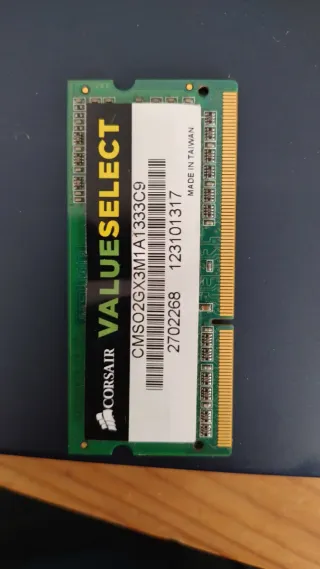 CORSAIR
VALUESELECT
CMSO2GX3M1A1333C9
2702268 123101317
MADE IN TAIWAN